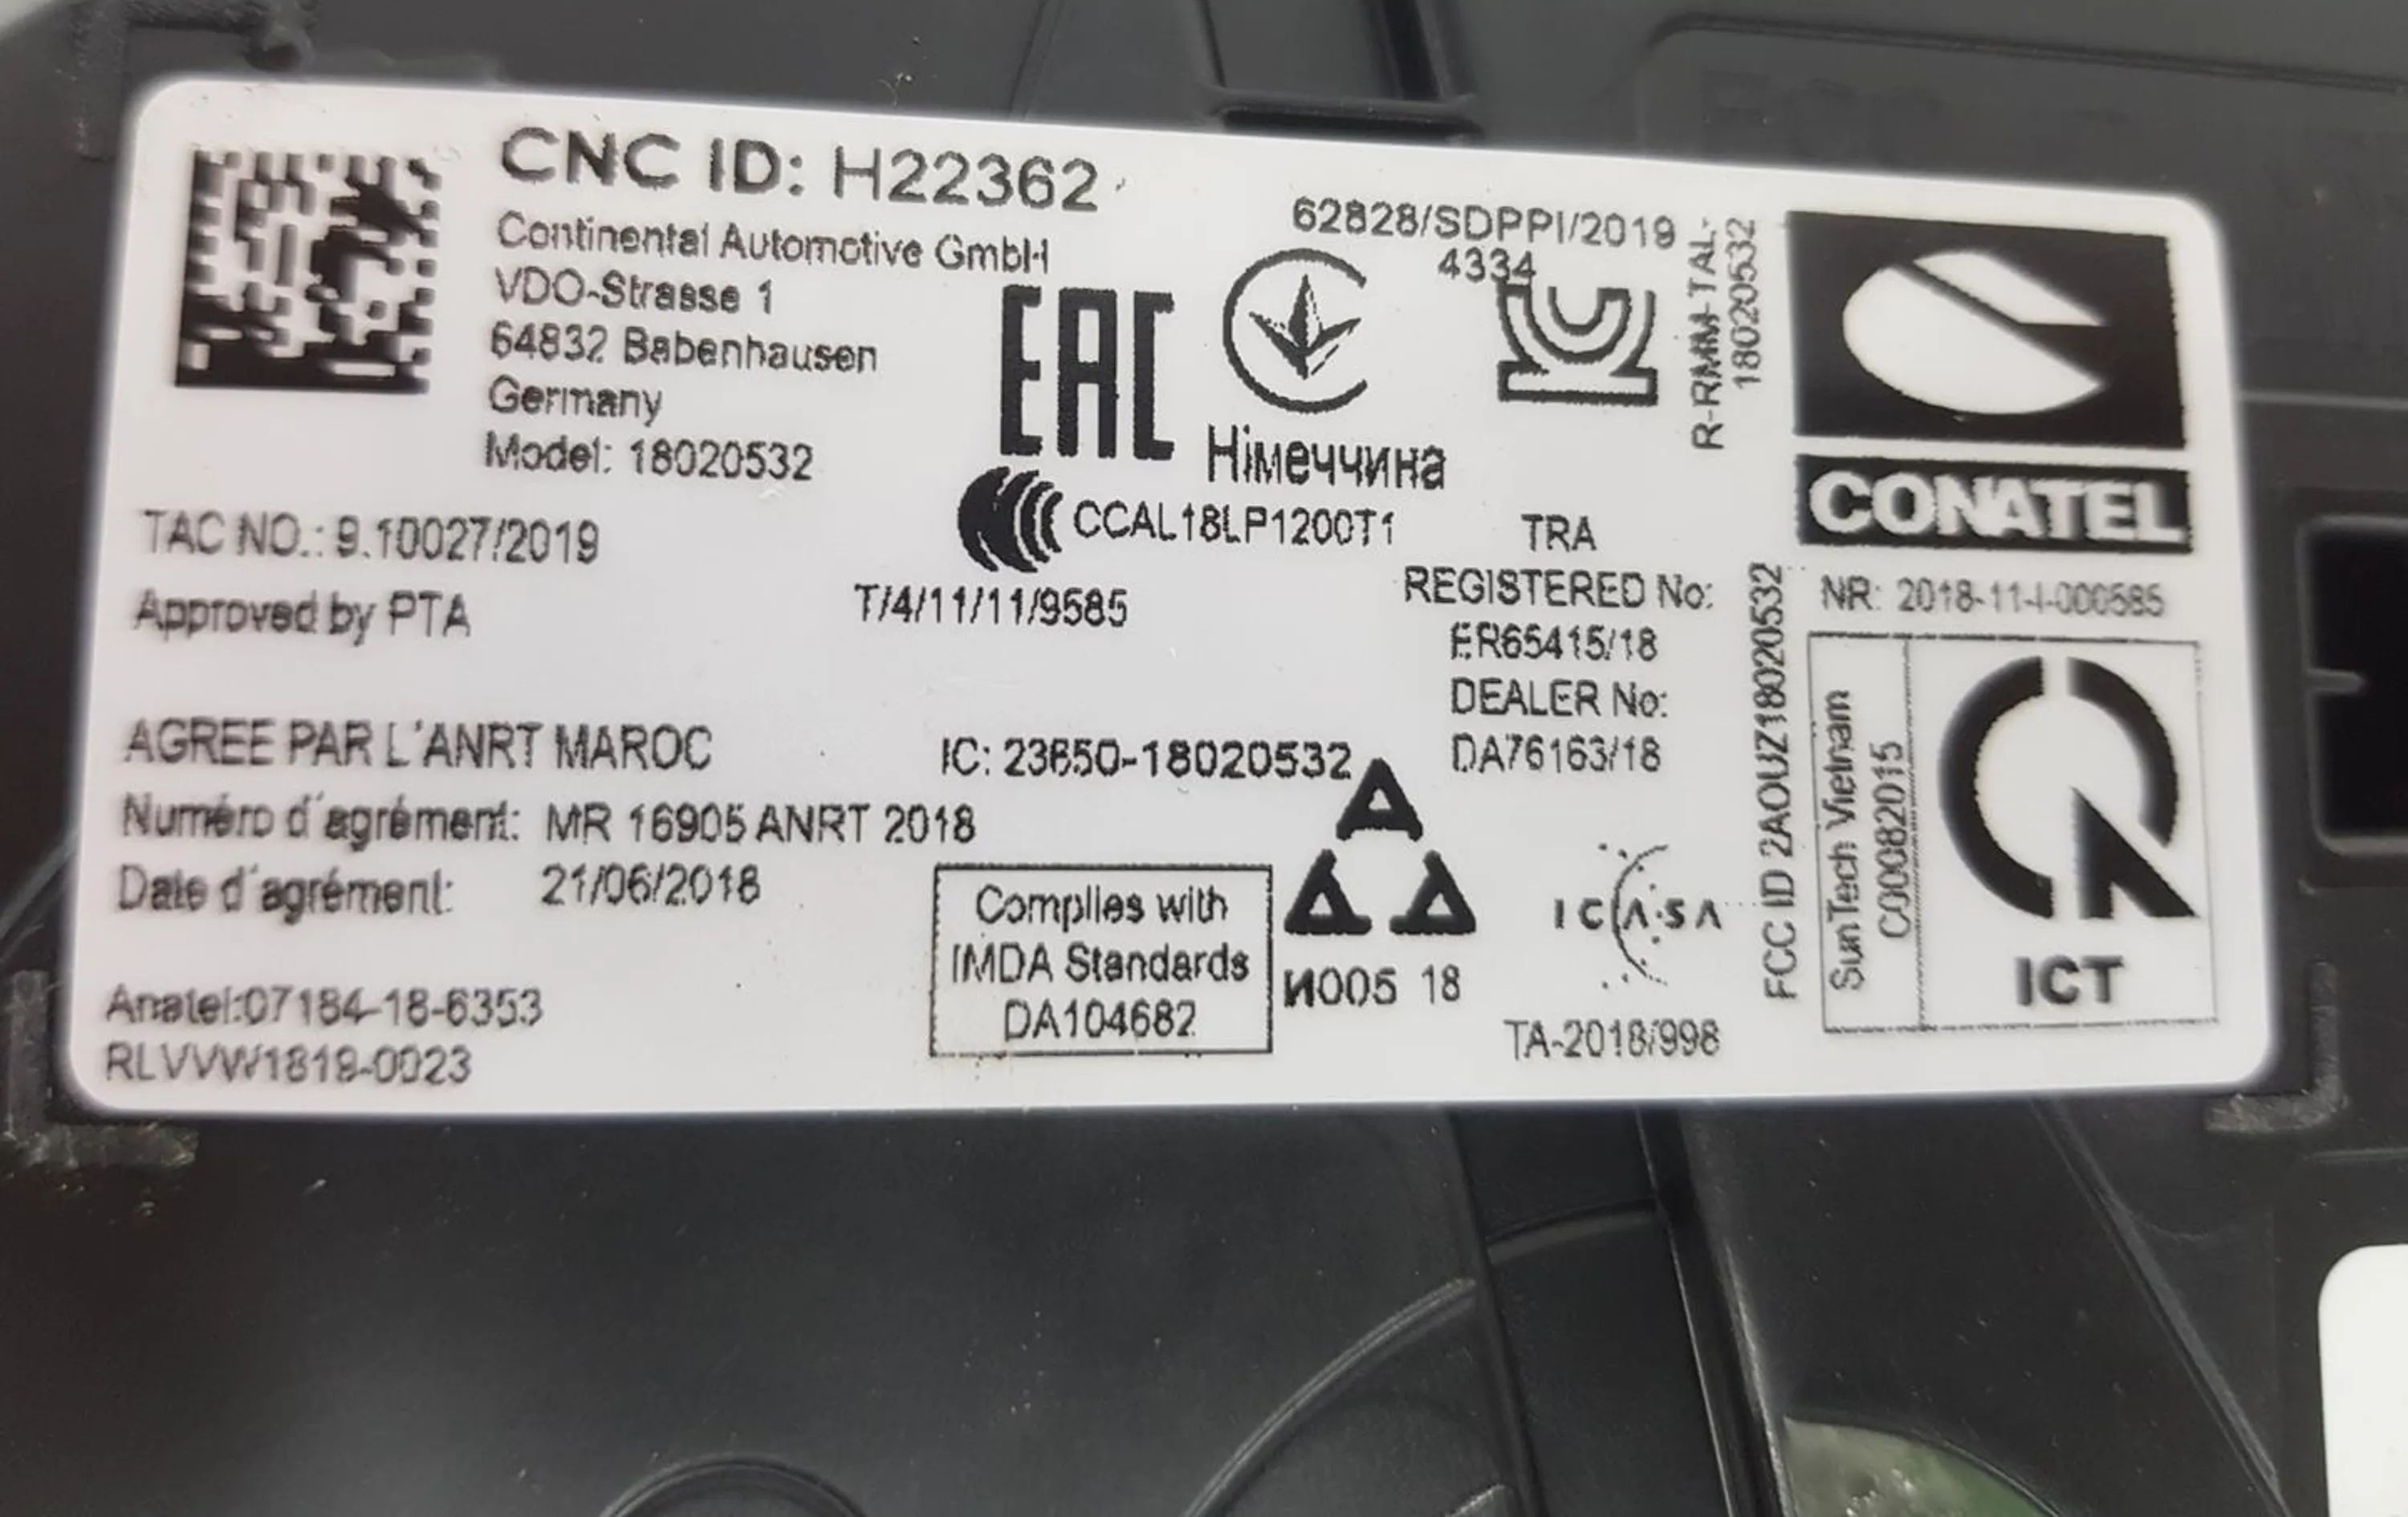 CNC ID: H22362
Continental Automotive GmbH
VDO-Strasse 1
64832 Babenhausen
Germany
Model: 18020532
62828/SDPPI/2019
4334
R-RMM-TAL-
18020532
EAC
Німеччина
CCAL18LP1200T1
CONATEL
NR: 2018-11-I-000585
TAC NO.: 9.10027/2019
Approved by PTA
T/4/11/11/9585
TRA
REGISTERED No:
ER65415/18
DEALER No:
DA76163/18
FCC ID 2AOUZ18020532
SunTech Vietnam
C00082015
ICT
AGREE PAR L'ANRT MAROC
Numéro d'agrément: MR 16905 ANRT 2018
Date d'agrément: 21/06/2018
IC: 23650-18020532
Complies with
IMDA Standards
DA104682
И005 18
ICASA
TA-2018/998
Anatel:07184-18-6353
RLVVW1819-0023